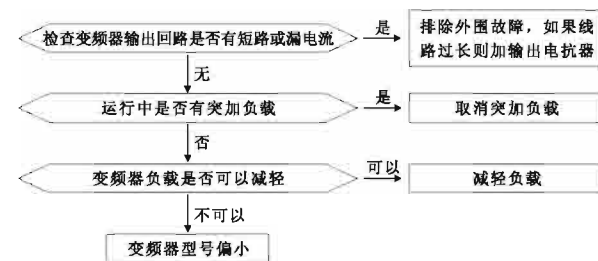 检查变频器输出回路是否有短路或漏电流
是
排除外围故障，如果线
路过长则加输出电抗器
无
运行中是否有突加负载
是
取消突加负载
否
变频器负载是否可以减轻
可以
减轻负载
不可以
变频器型号偏小